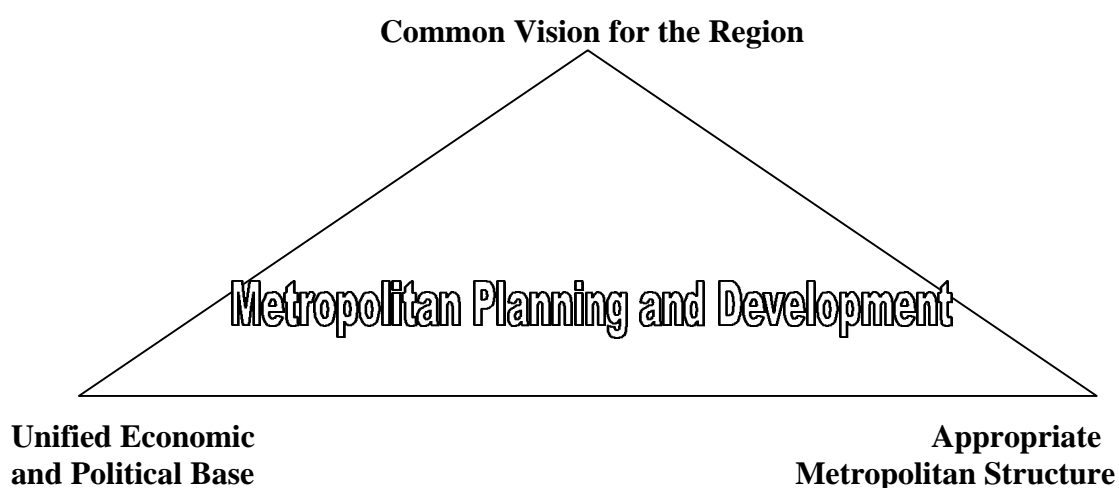 Common Vision for the Region
Metropolitan Planning and Development
Unified Economic
and Political Base
Appropriate
Metropolitan Structure